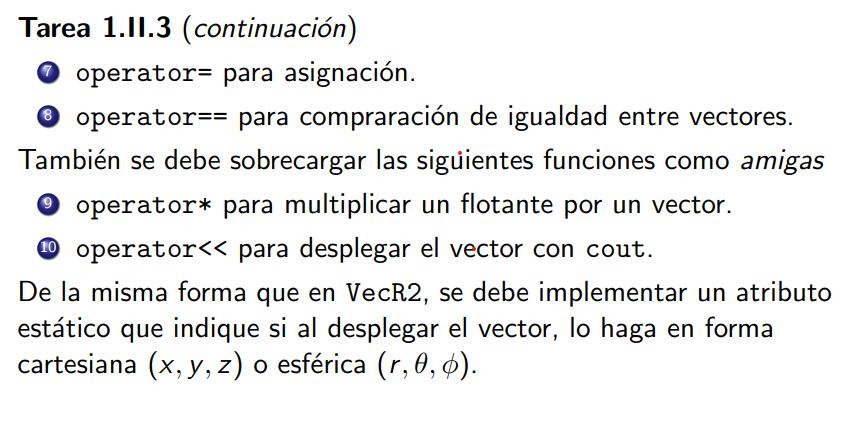 Tarea 1.II.3 (continuación)
7 operator= para asignación.
8 operator== para compraración de igualdad entre vectores.
También se debe sobrecargar las siguientes funciones como amigas
9 operator* para multiplicar un flotante por un vector.
10 operator<< para desplegar el vector con cout.
De la misma forma que en VecR2, se debe implementar un atributo
estático que indique si al desplegar el vector, lo haga en forma
cartesiana (x, y, z) o esférica (r, θ, ϕ).